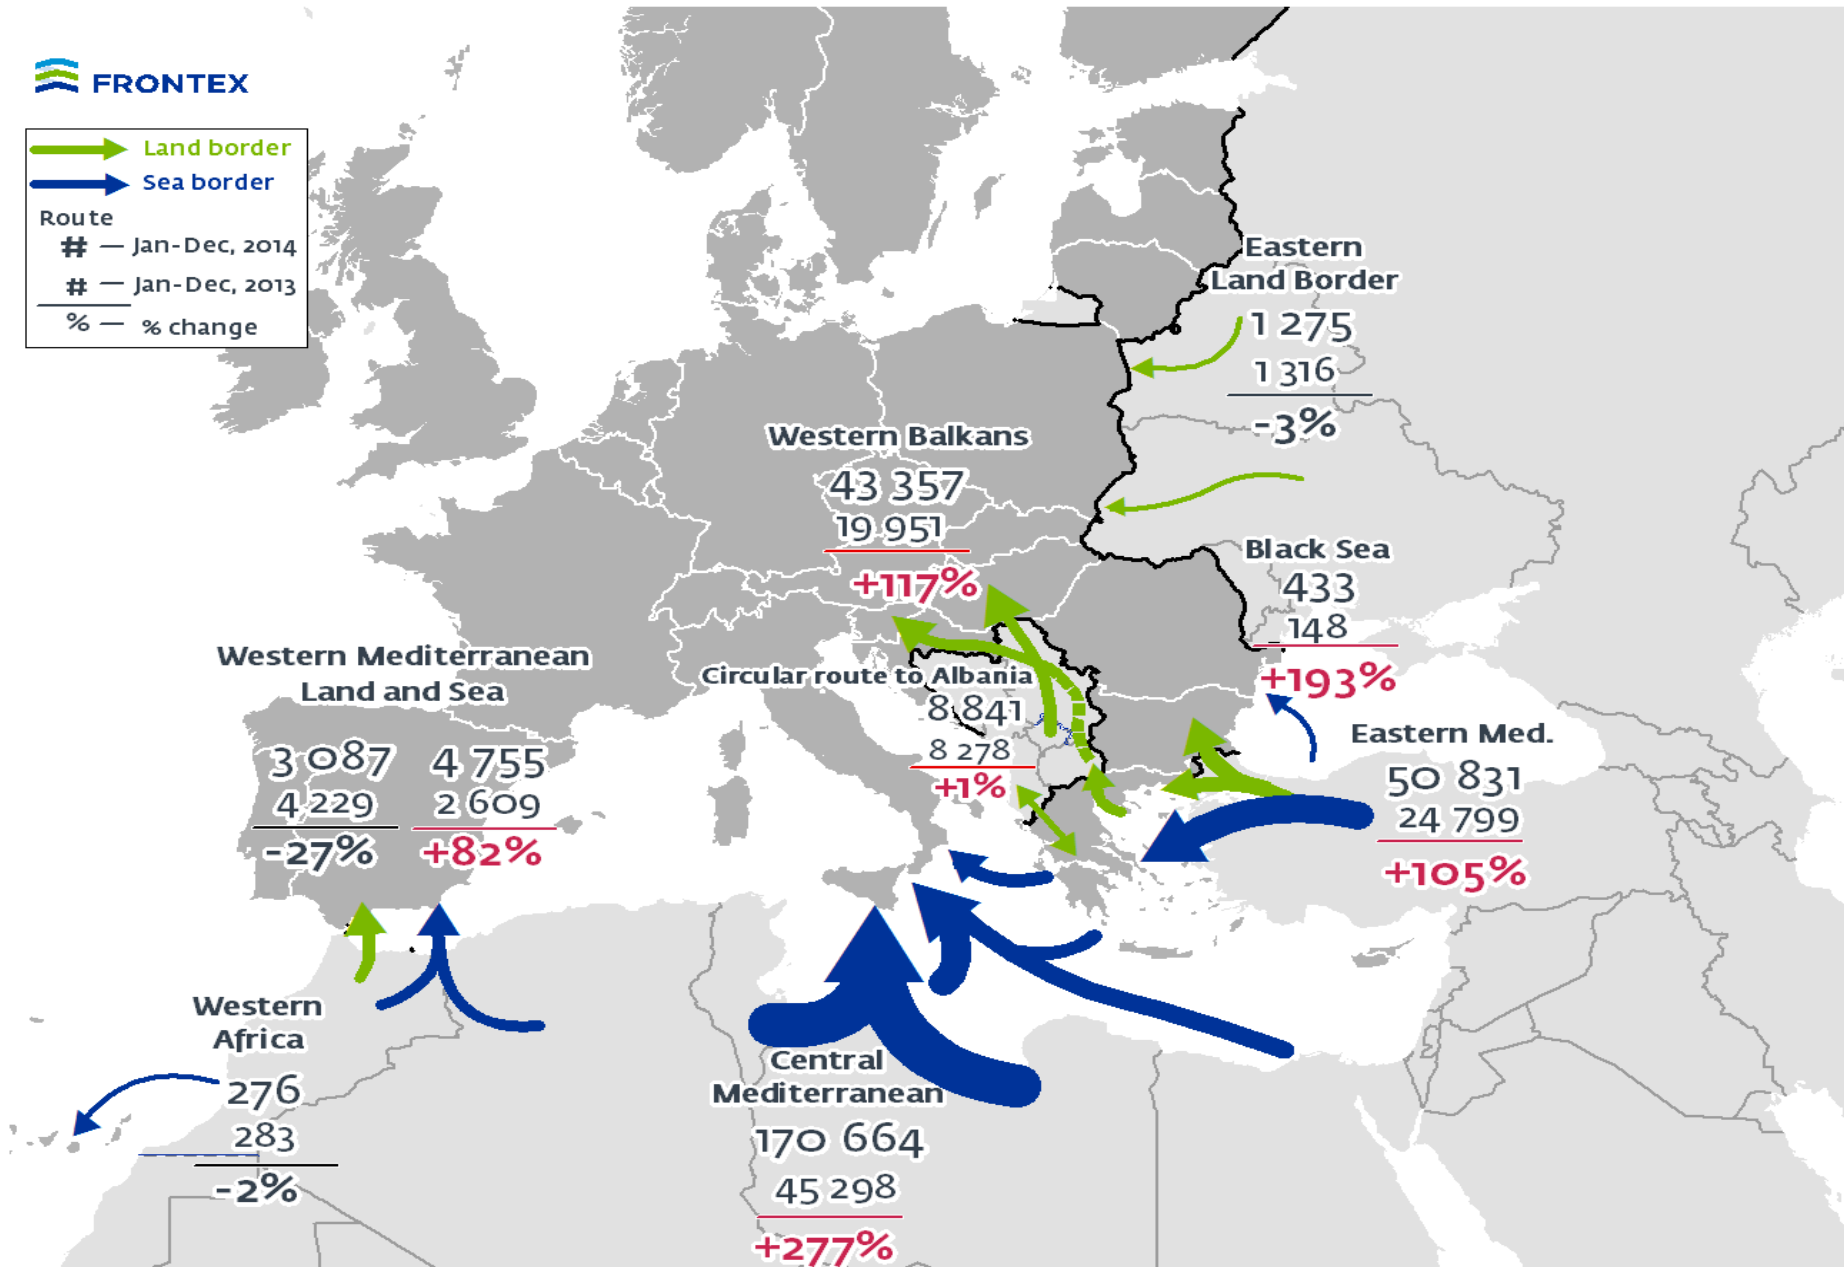 FRONTEX
Land border
Sea border
Route
# — Jan-Dec, 2014
# — Jan-Dec, 2013
% — % change
Eastern
Land Border
1 275
1 316
-3%
Western Balkans
43 357
19 951
+117%
Black Sea
433
148
+193%
Western Mediterranean
Land and Sea
3 087 4 755
4 229 2 609
-27% +82%
Circular route to Albania
8 841
8 278
+1%
Eastern Med.
50 831
24 799
+105%
Western
Africa
276
283
-2%
Central
Mediterranean
170 664
45 298
+277%